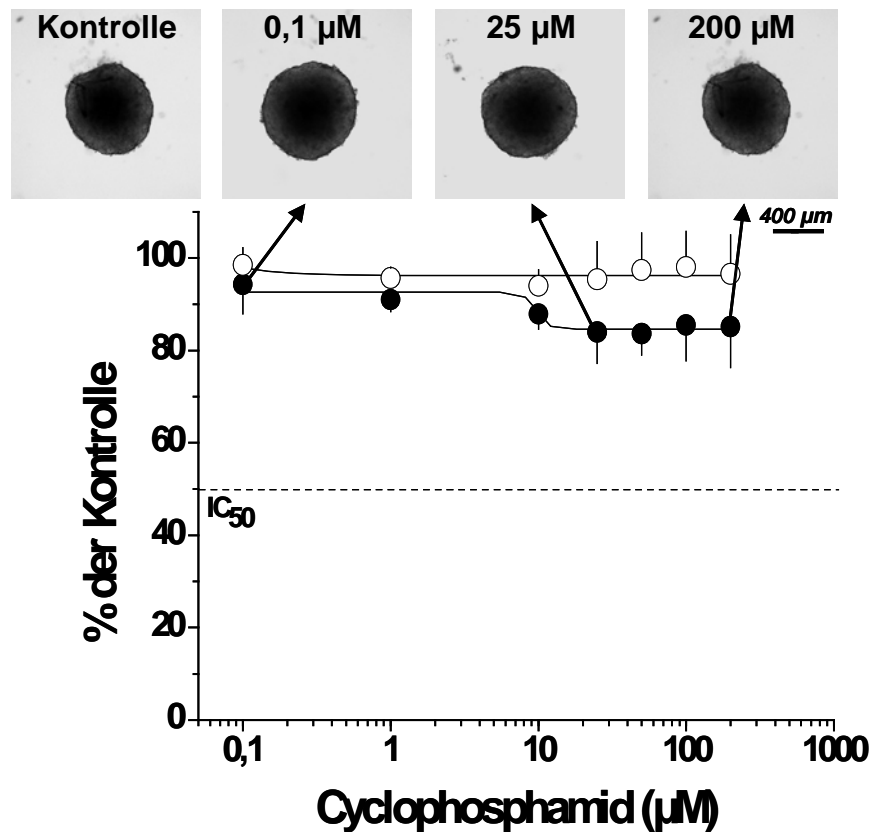 Kontrolle 0,1 µM 25 µM 200 µM
400 µm
100
80
60
IC50
40
20
0
0,1 1 10 100 1000
% der Kontrolle
Cyclophosphamid (µM)